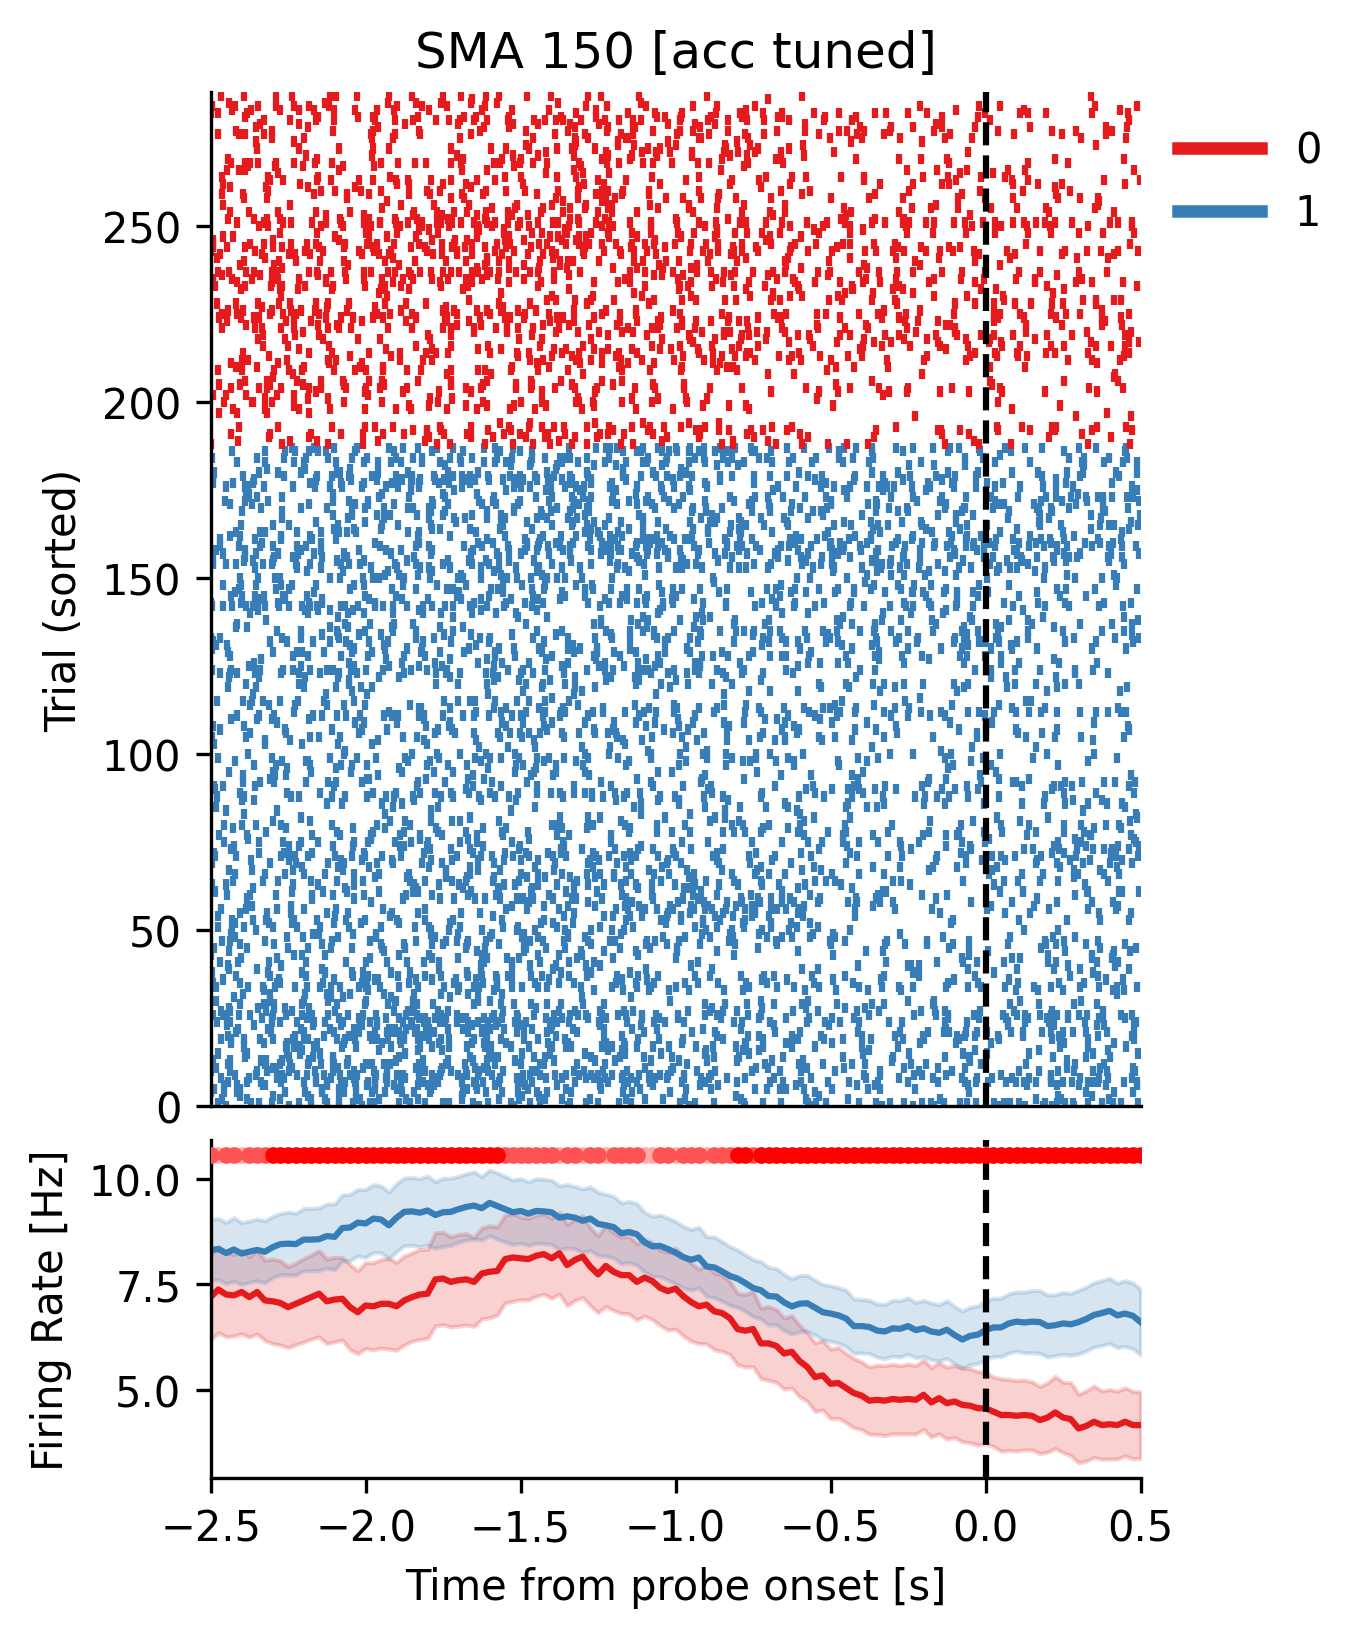 SMA 150 [acc tuned]
0
1
250
200
150
100
50
0
Trial (sorted)
10.0
7.5
5.0
Firing Rate [Hz]
−2.5 −2.0 −1.5 −1.0 −0.5 0.0 0.5
Time from probe onset [s]